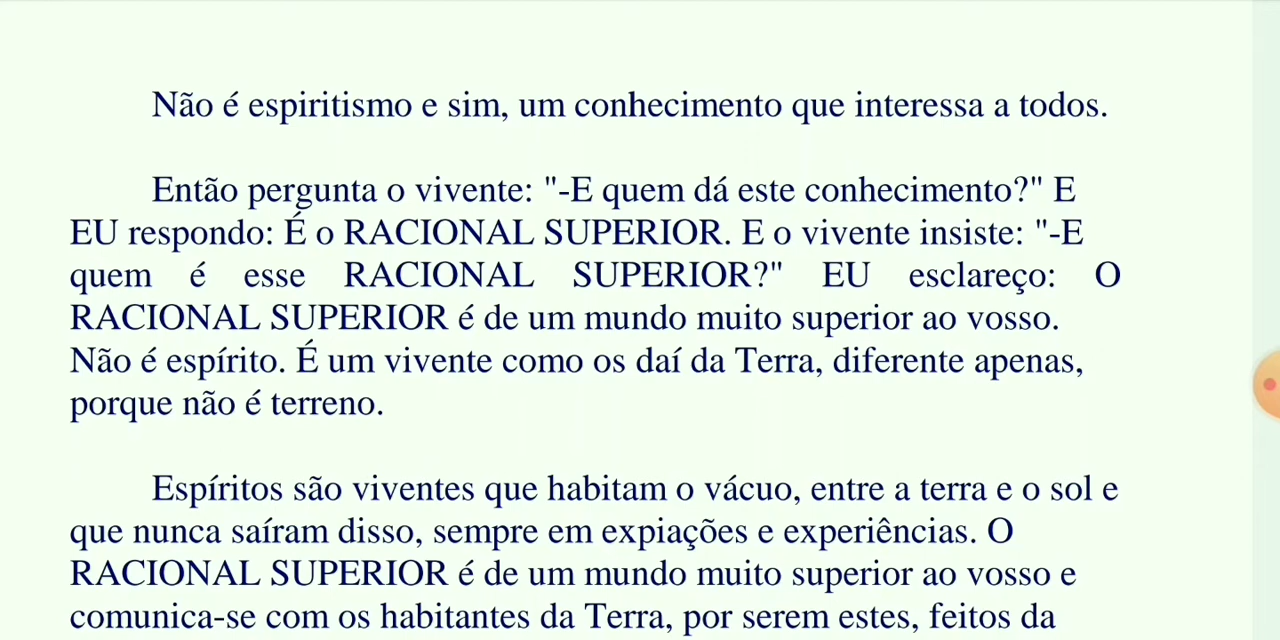 Não é espiritismo e sim, um conhecimento que interessa a todos.
Então pergunta o vivente: "-E quem dá este conhecimento?" E
EU respondo: É o RACIONAL SUPERIOR. E o vivente insiste: "-E
quem é esse RACIONAL SUPERIOR?" EU esclareço: O
RACIONAL SUPERIOR é de um mundo muito superior ao vosso.
Não é espírito. É um vivente como os daí da Terra, diferente apenas,
porque não é terreno.
Espíritos são viventes que habitam o vácuo, entre a terra e o sol e
que nunca saíram disso, sempre em expiações e experiências. O
RACIONAL SUPERIOR é de um mundo muito superior ao vosso e
comunica-se com os habitantes da Terra, por serem estes, feitos da